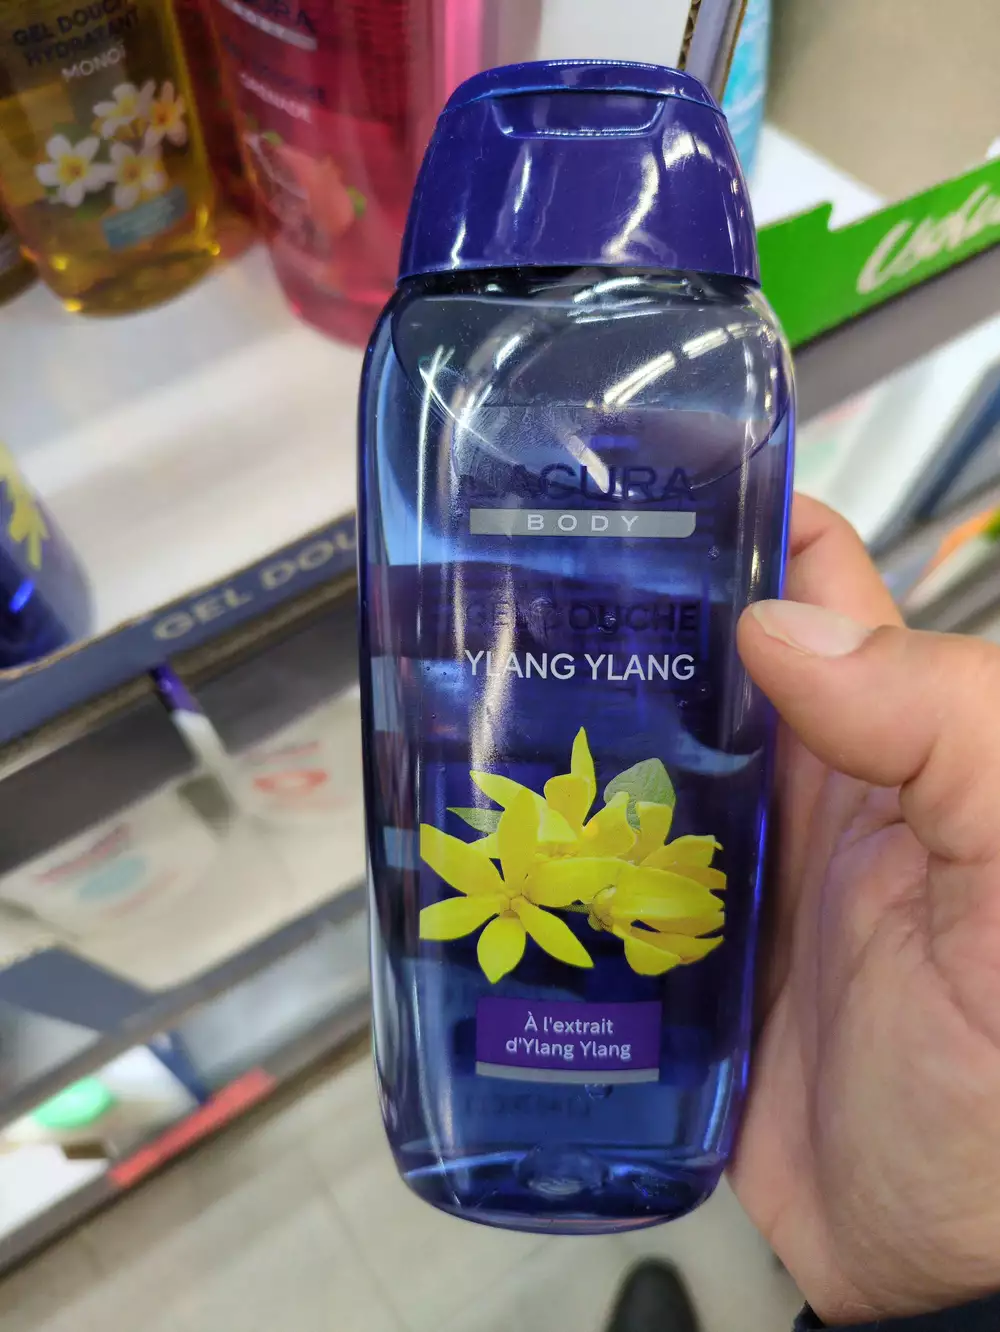 GEL DOUCHE
HYDRATANT
MONOÏ
LACURA
BODY
GEL DOUCHE
YLANG YLANG
À l'extrait
d'Ylang Ylang
GEL DOU